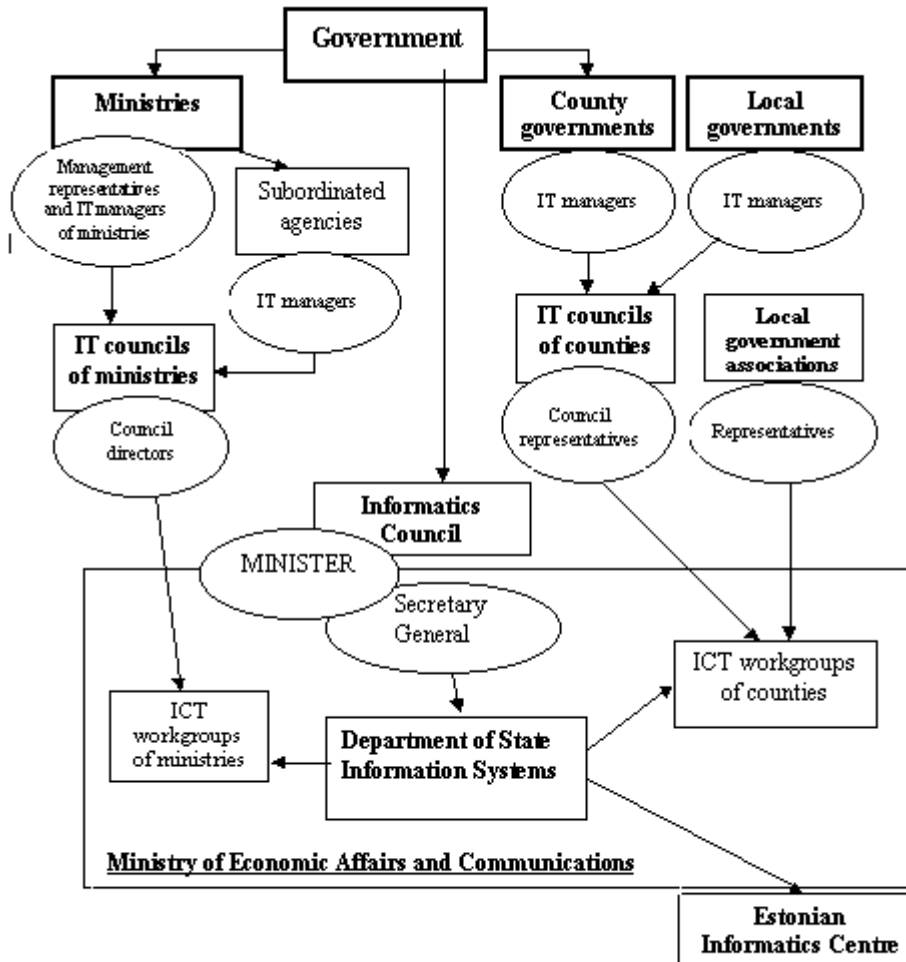 Government
Ministries
County
governments
Local
governments
Management
representatives
and IT managers
of ministries
Subordinated
agencies
IT managers
IT managers
IT managers
IT councils
of ministries
IT councils
of counties
Local
government
associations
Council
directors
Council
representatives
Representatives
Informatics
Council
MINISTER
Secretary
General
ICT workgroups
of counties
ICT
workgroups
of ministries
Department of State
Information Systems
Ministry of Economic Affairs and Communications
Estonian
Informatics Centre